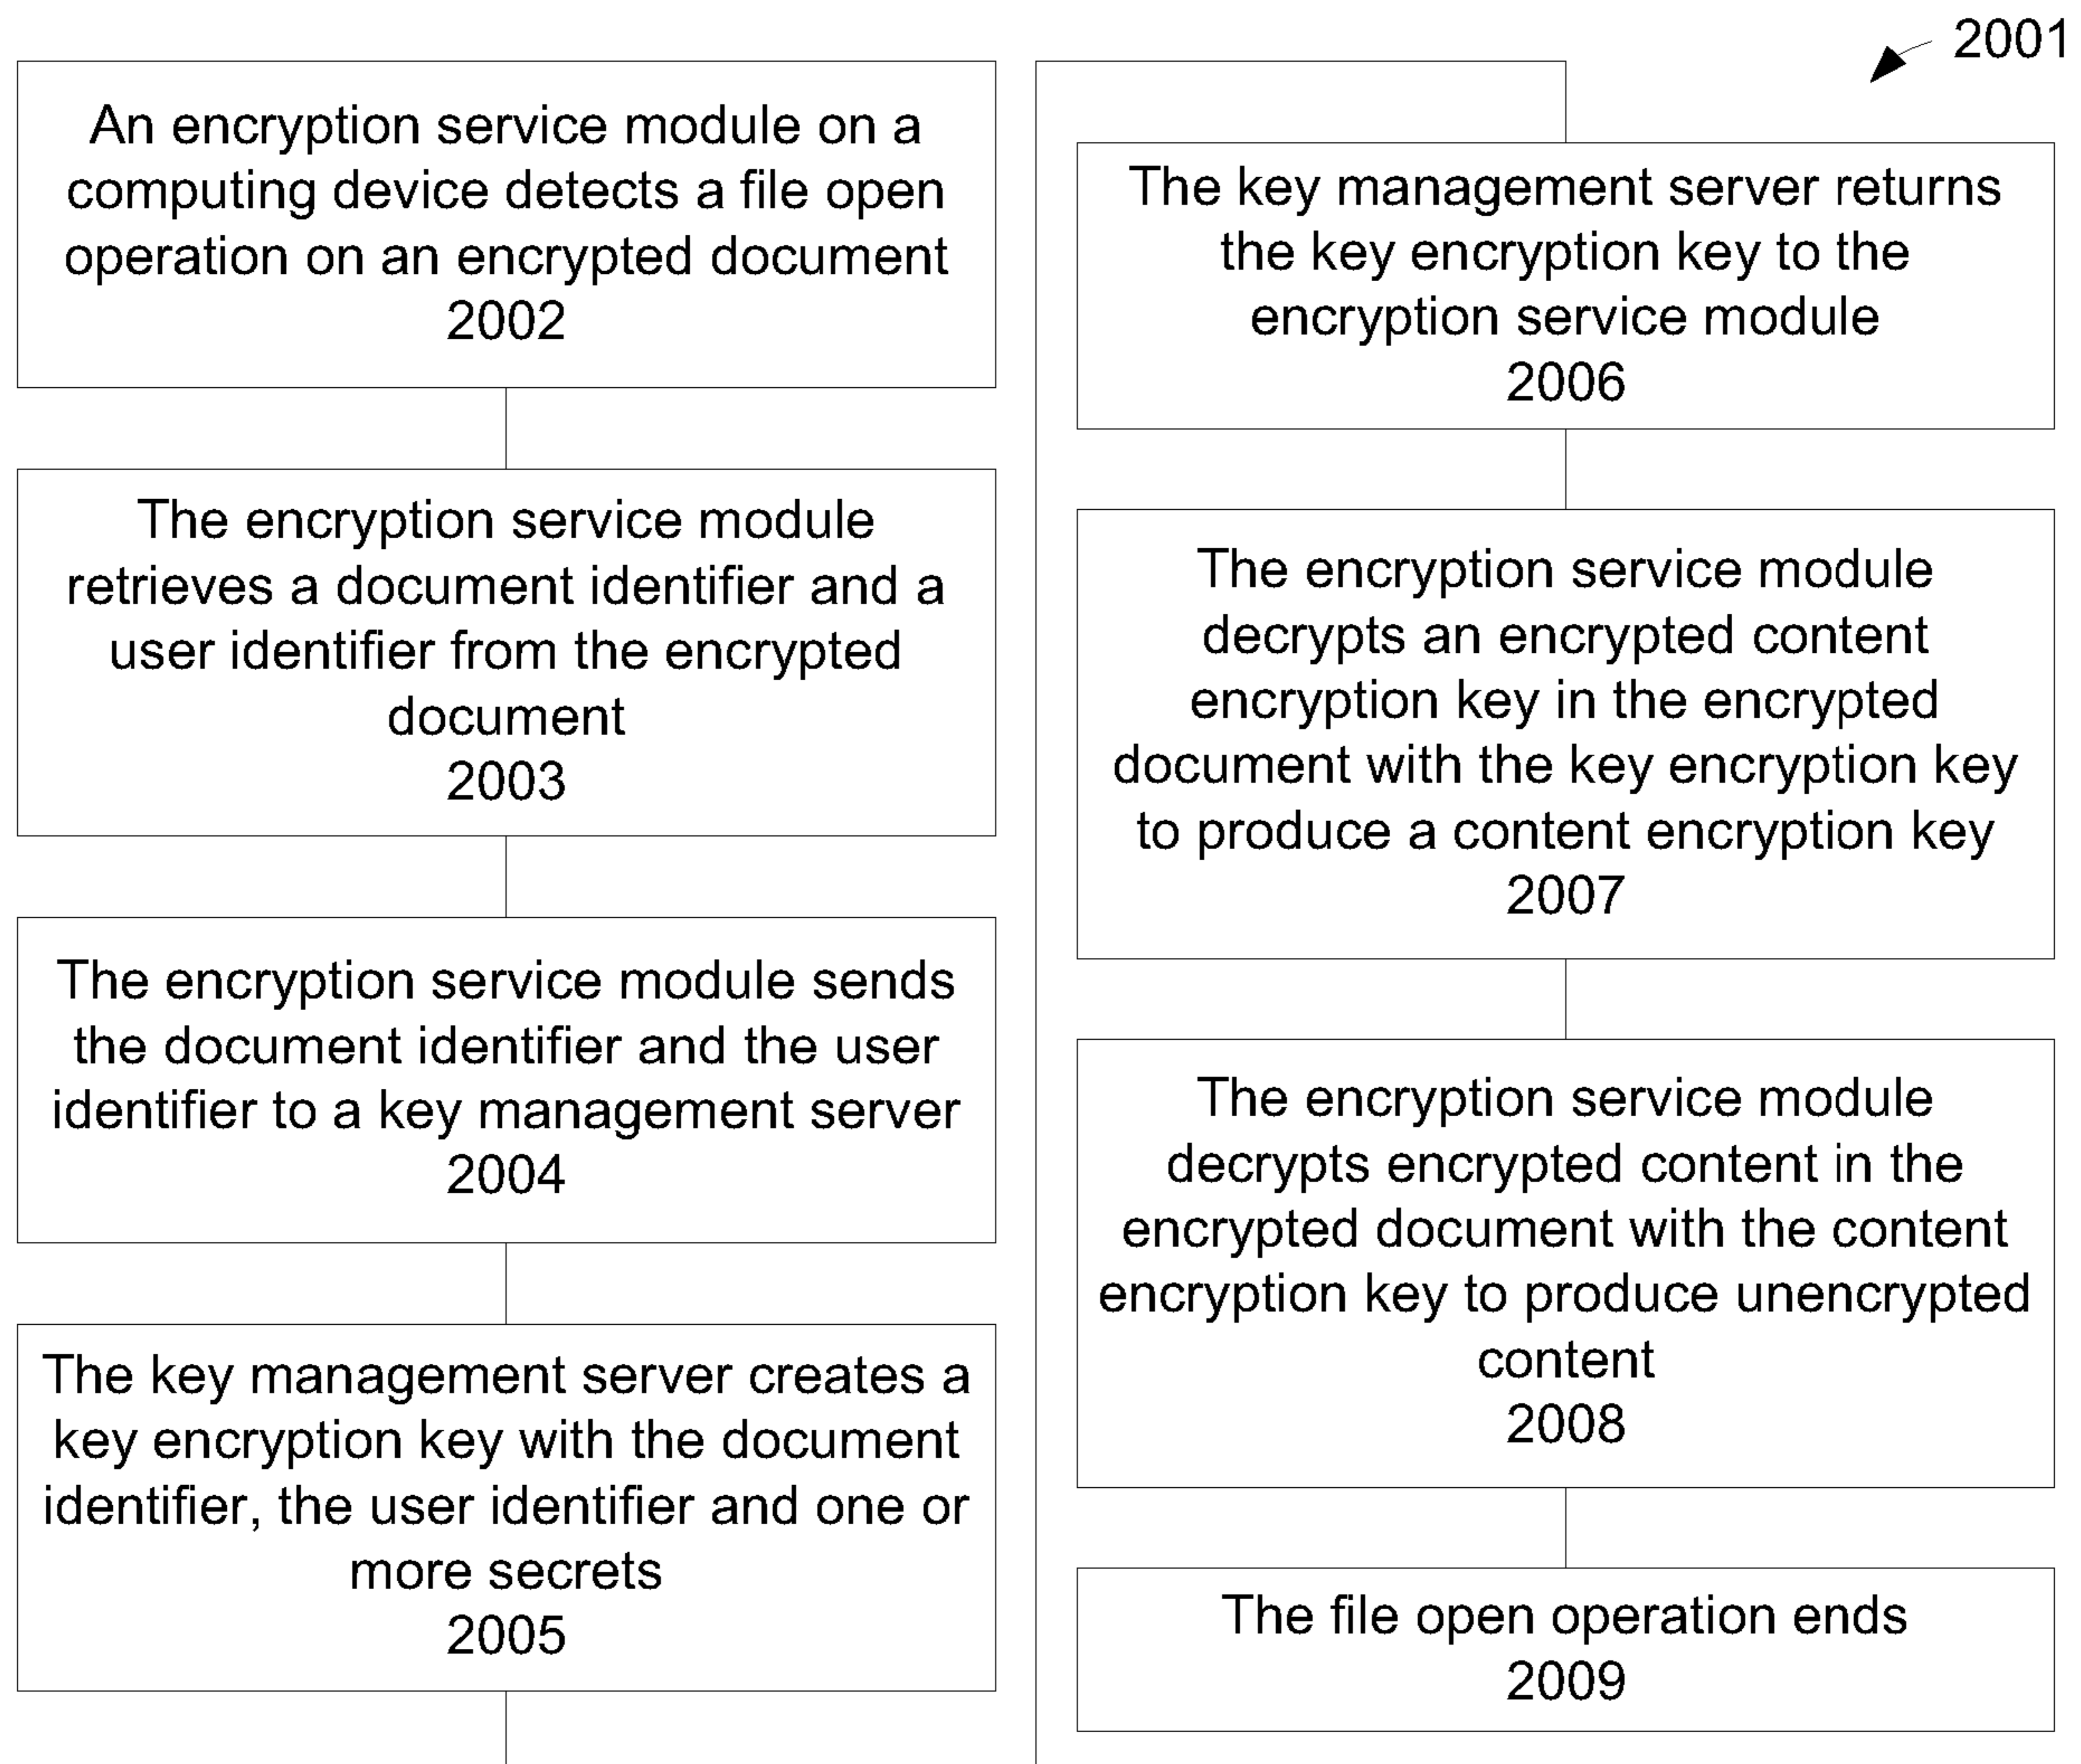 2001
An encryption service module on a
computing device detects a file open
operation on an encrypted document
2002
The encryption service module
retrieves a document identifier and a
user identifier from the encrypted
document
2003
The encryption service module sends
the document identifier and the user
identifier to a key management server
2004
The key management server creates a
key encryption key with the document
identifier, the user identifier and one or
more secrets
2005
The key management server returns
the key encryption key to the
encryption service module
2006
The encryption service module
decrypts an encrypted content
encryption key in the encrypted
document with the key encryption key
to produce a content encryption key
2007
The encryption service module
decrypts encrypted content in the
encrypted document with the content
encryption key to produce unencrypted
content
2008
The file open operation ends
2009